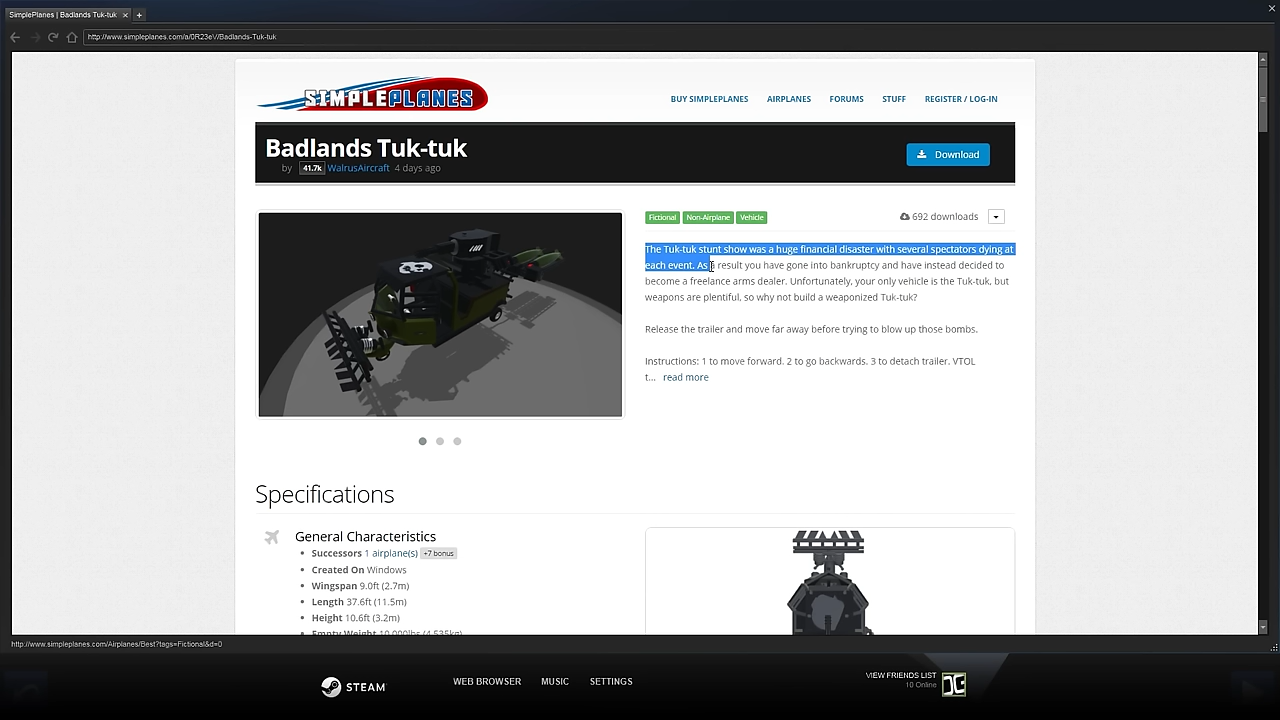 SimplePlanes | Badlands Tuk-tuk
http://www.simpleplanes.com/a/0R23eV/Badlands-Tuk-tuk
SIMPLEPLANES
BUY SIMPLEPLANES AIRPLANES FORUMS STUFF REGISTER / LOG-IN
Badlands Tuk-tuk
by 41.7k WalrusAircraft 4 days ago
Download
Fictional Non-Airplane Vehicle
692 downloads
The Tuk-tuk stunt show was a huge financial disaster with several spectators dying at
each event. As a result you have gone into bankruptcy and have instead decided to
become a freelance arms dealer. Unfortunately, your only vehicle is the Tuk-tuk, but
weapons are plentiful, so why not build a weaponized Tuk-tuk?
Release the trailer and move far away before trying to blow up those bombs.
Instructions: 1 to move forward. 2 to go backwards. 3 to detach trailer. VTOL
t... read more
Specifications
General Characteristics
Successors 1 airplane(s) +7 bonus
Created On Windows
Wingspan 9.0ft (2.7m)
Length 37.6ft (11.5m)
Height 10.6ft (3.2m)
Empty Weight 10,000lbs (4,535kg)
http://www.simpleplanes.com/Airplanes/Best?tags=Fictional&d=0
STEAM
WEB BROWSER MUSIC SETTINGS
VIEW FRIENDS LIST
10 Online